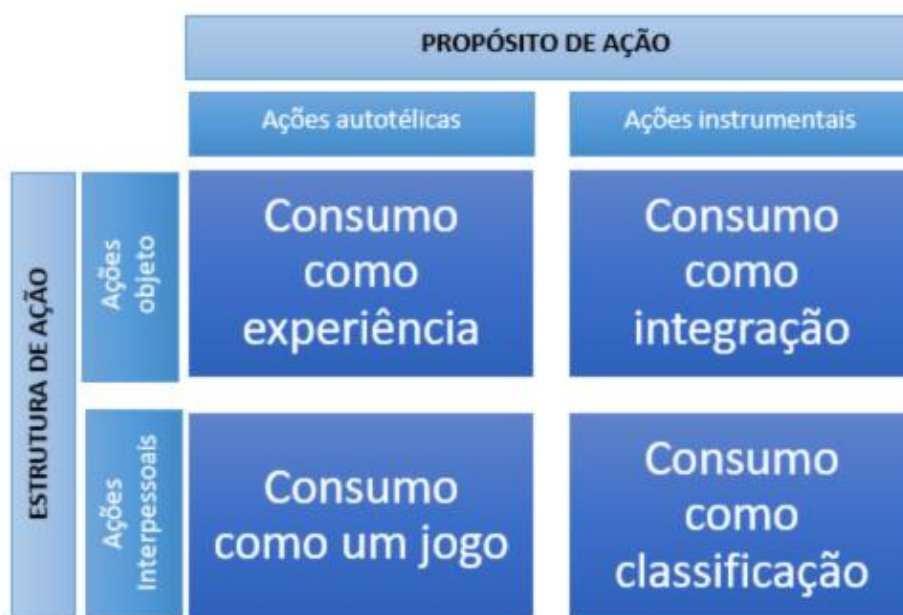 PROPÓSITO DE AÇÃO
Ações autotélicas
Ações instrumentais
ESTRUTURA DE AÇÃO
Ações
objeto
Consumo
como
experiência
Consumo
como
integração
Ações
Interpessoais
Consumo
como um jogo
Consumo
como
classificação